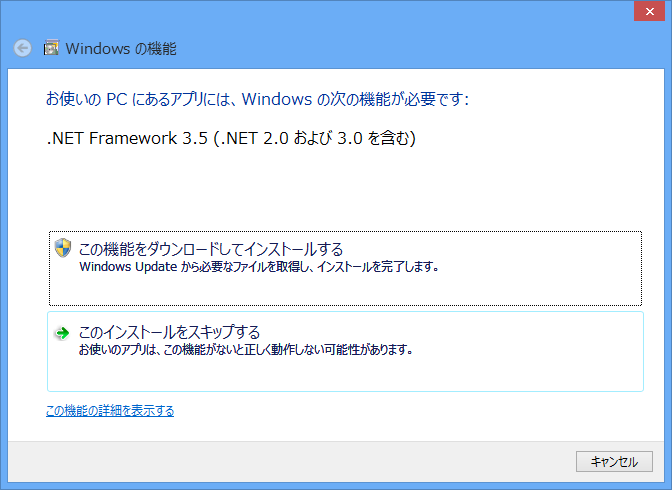 Windows の機能
お使いの PC にあるアプリには、Windows の次の機能が必要です:
.NET Framework 3.5 (.NET 2.0 および 3.0 を含む)
この機能をダウンロードしてインストールする
Windows Update から必要なファイルを取得し、インストールを完了します。
このインストールをスキップする
お使いのアプリは、この機能がないと正しく動作しない可能性があります。
この機能の詳細を表示する
キャンセル